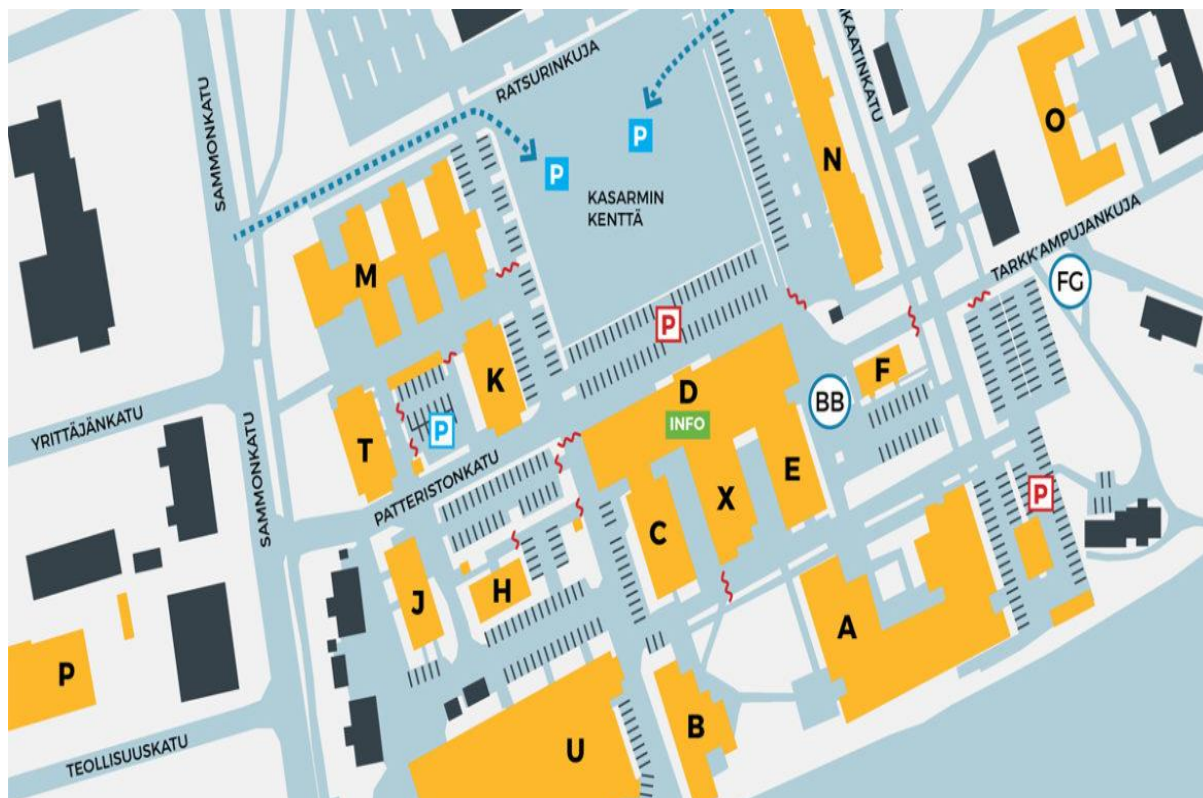 KAATINKATU
RATSURINKUJA
SAMMONKATU
P
O
P
N
KASARMIN
KENTTÄ
TARKK'AMPUJANKUJA
M
FG
P
K
D
F
BB
YRITTÄJÄNKATU
INFO
P
T
PATTERISTONKATU
SAMMONKATU
X
E
P
C
J
H
A
P
B
U
TEOLLISUUSKATU